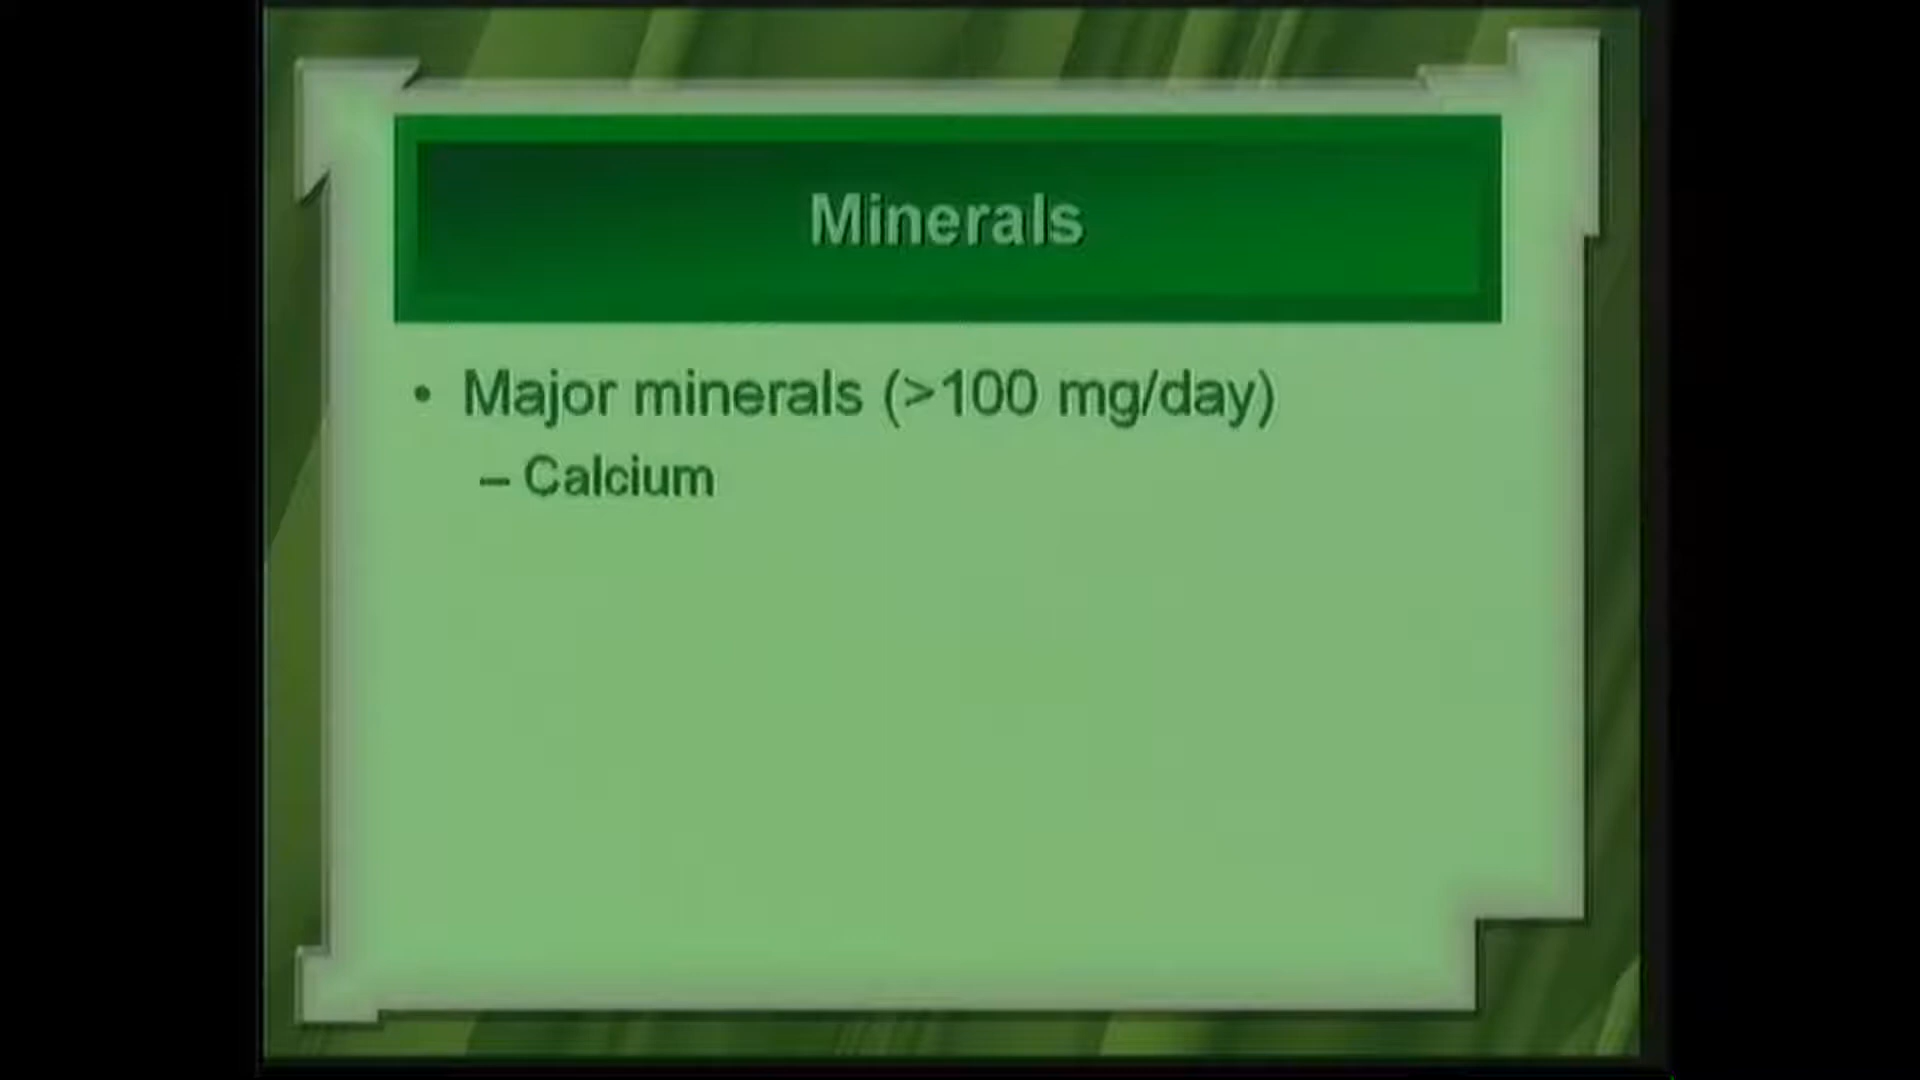 Minerals
• Major minerals (>100 mg/day)
– Calcium